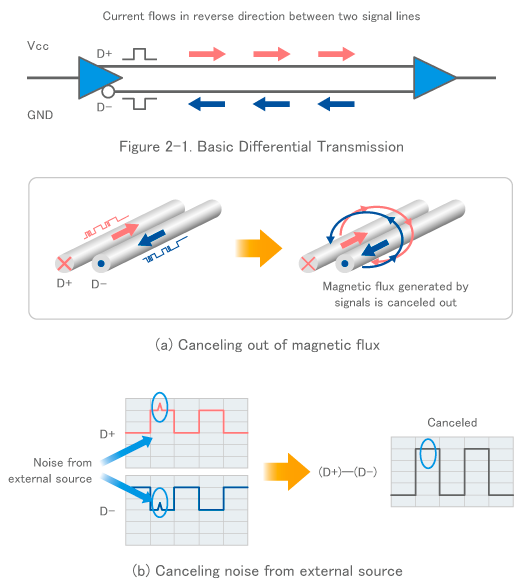 Current flows in reverse direction between two signal lines
Vcc
D+
D−
GND
Figure 2-1. Basic Differential Transmission
D+
D−
Magnetic flux generated by
signals is canceled out
(a) Canceling out of magnetic flux
D+
Noise from
external source
D−
(D+)—(D−)
Canceled
(b) Canceling noise from external source